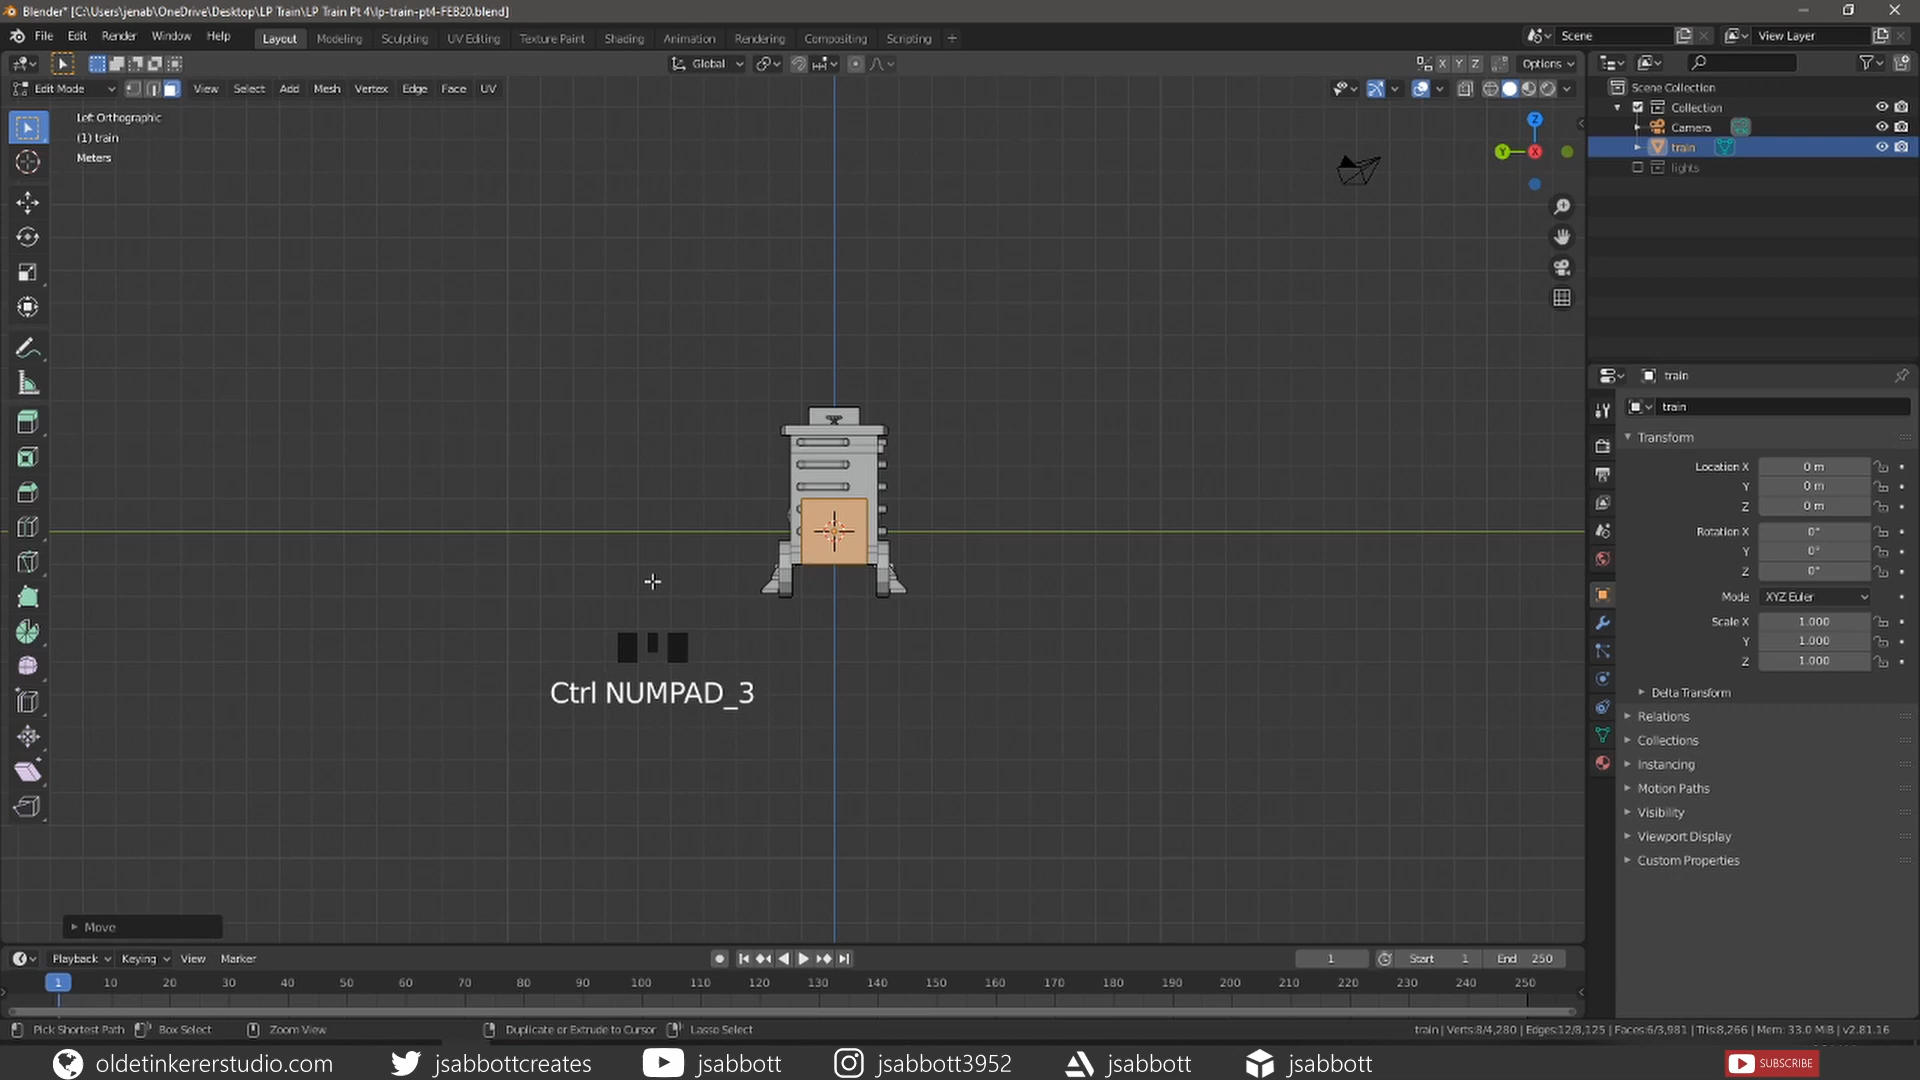 Blender* [C:\Users\jenab\OneDrive\Desktop\LP Train\LP Train Pt 4\lp-train-pt4-FEB20.blend]
File Edit Render Window Help Layout Modeling Sculpting UV Editing Texture Paint Shading Animation Rendering Compositing Scripting + Scene View Layer
Global X Y Z Options
Edit Mode View Select Add Mesh Vertex Edge Face UV
Left Orthographic
(1) train
Meters
Z
Y X
Ctrl NUMPAD_3
Move
Scene Collection
Collection
Camera
train
lights
train
train
Transform
Location X 0 m
Y 0 m
Z 0 m
Rotation X 0°
Y 0°
Z 0°
Mode XYZ Euler
Scale X 1.000
Y 1.000
Z 1.000
Delta Transform
Relations
Collections
Instancing
Motion Paths
Visibility
Viewport Display
Custom Properties
Playback Keying View Marker 1 Start 1 End 250
1 10 20 30 40 50 60 70 80 90 100 110 120 130 140 150 160 170 180 190 200 210 220 230 240 250
Pick Shortest Path Box Select Zoom View Duplicate or Extrude to Cursor Lasso Select train | Verts:8/4,280 | Edges:12/8,125 | Faces:6/3,981 | Tris:8,266 | Mem: 33.0 MiB | v2.81.16
oldetinkererstudio.com jsabbottcreates jsabbott jsabbott3952 jsabbott jsabbott SUBSCRIBE